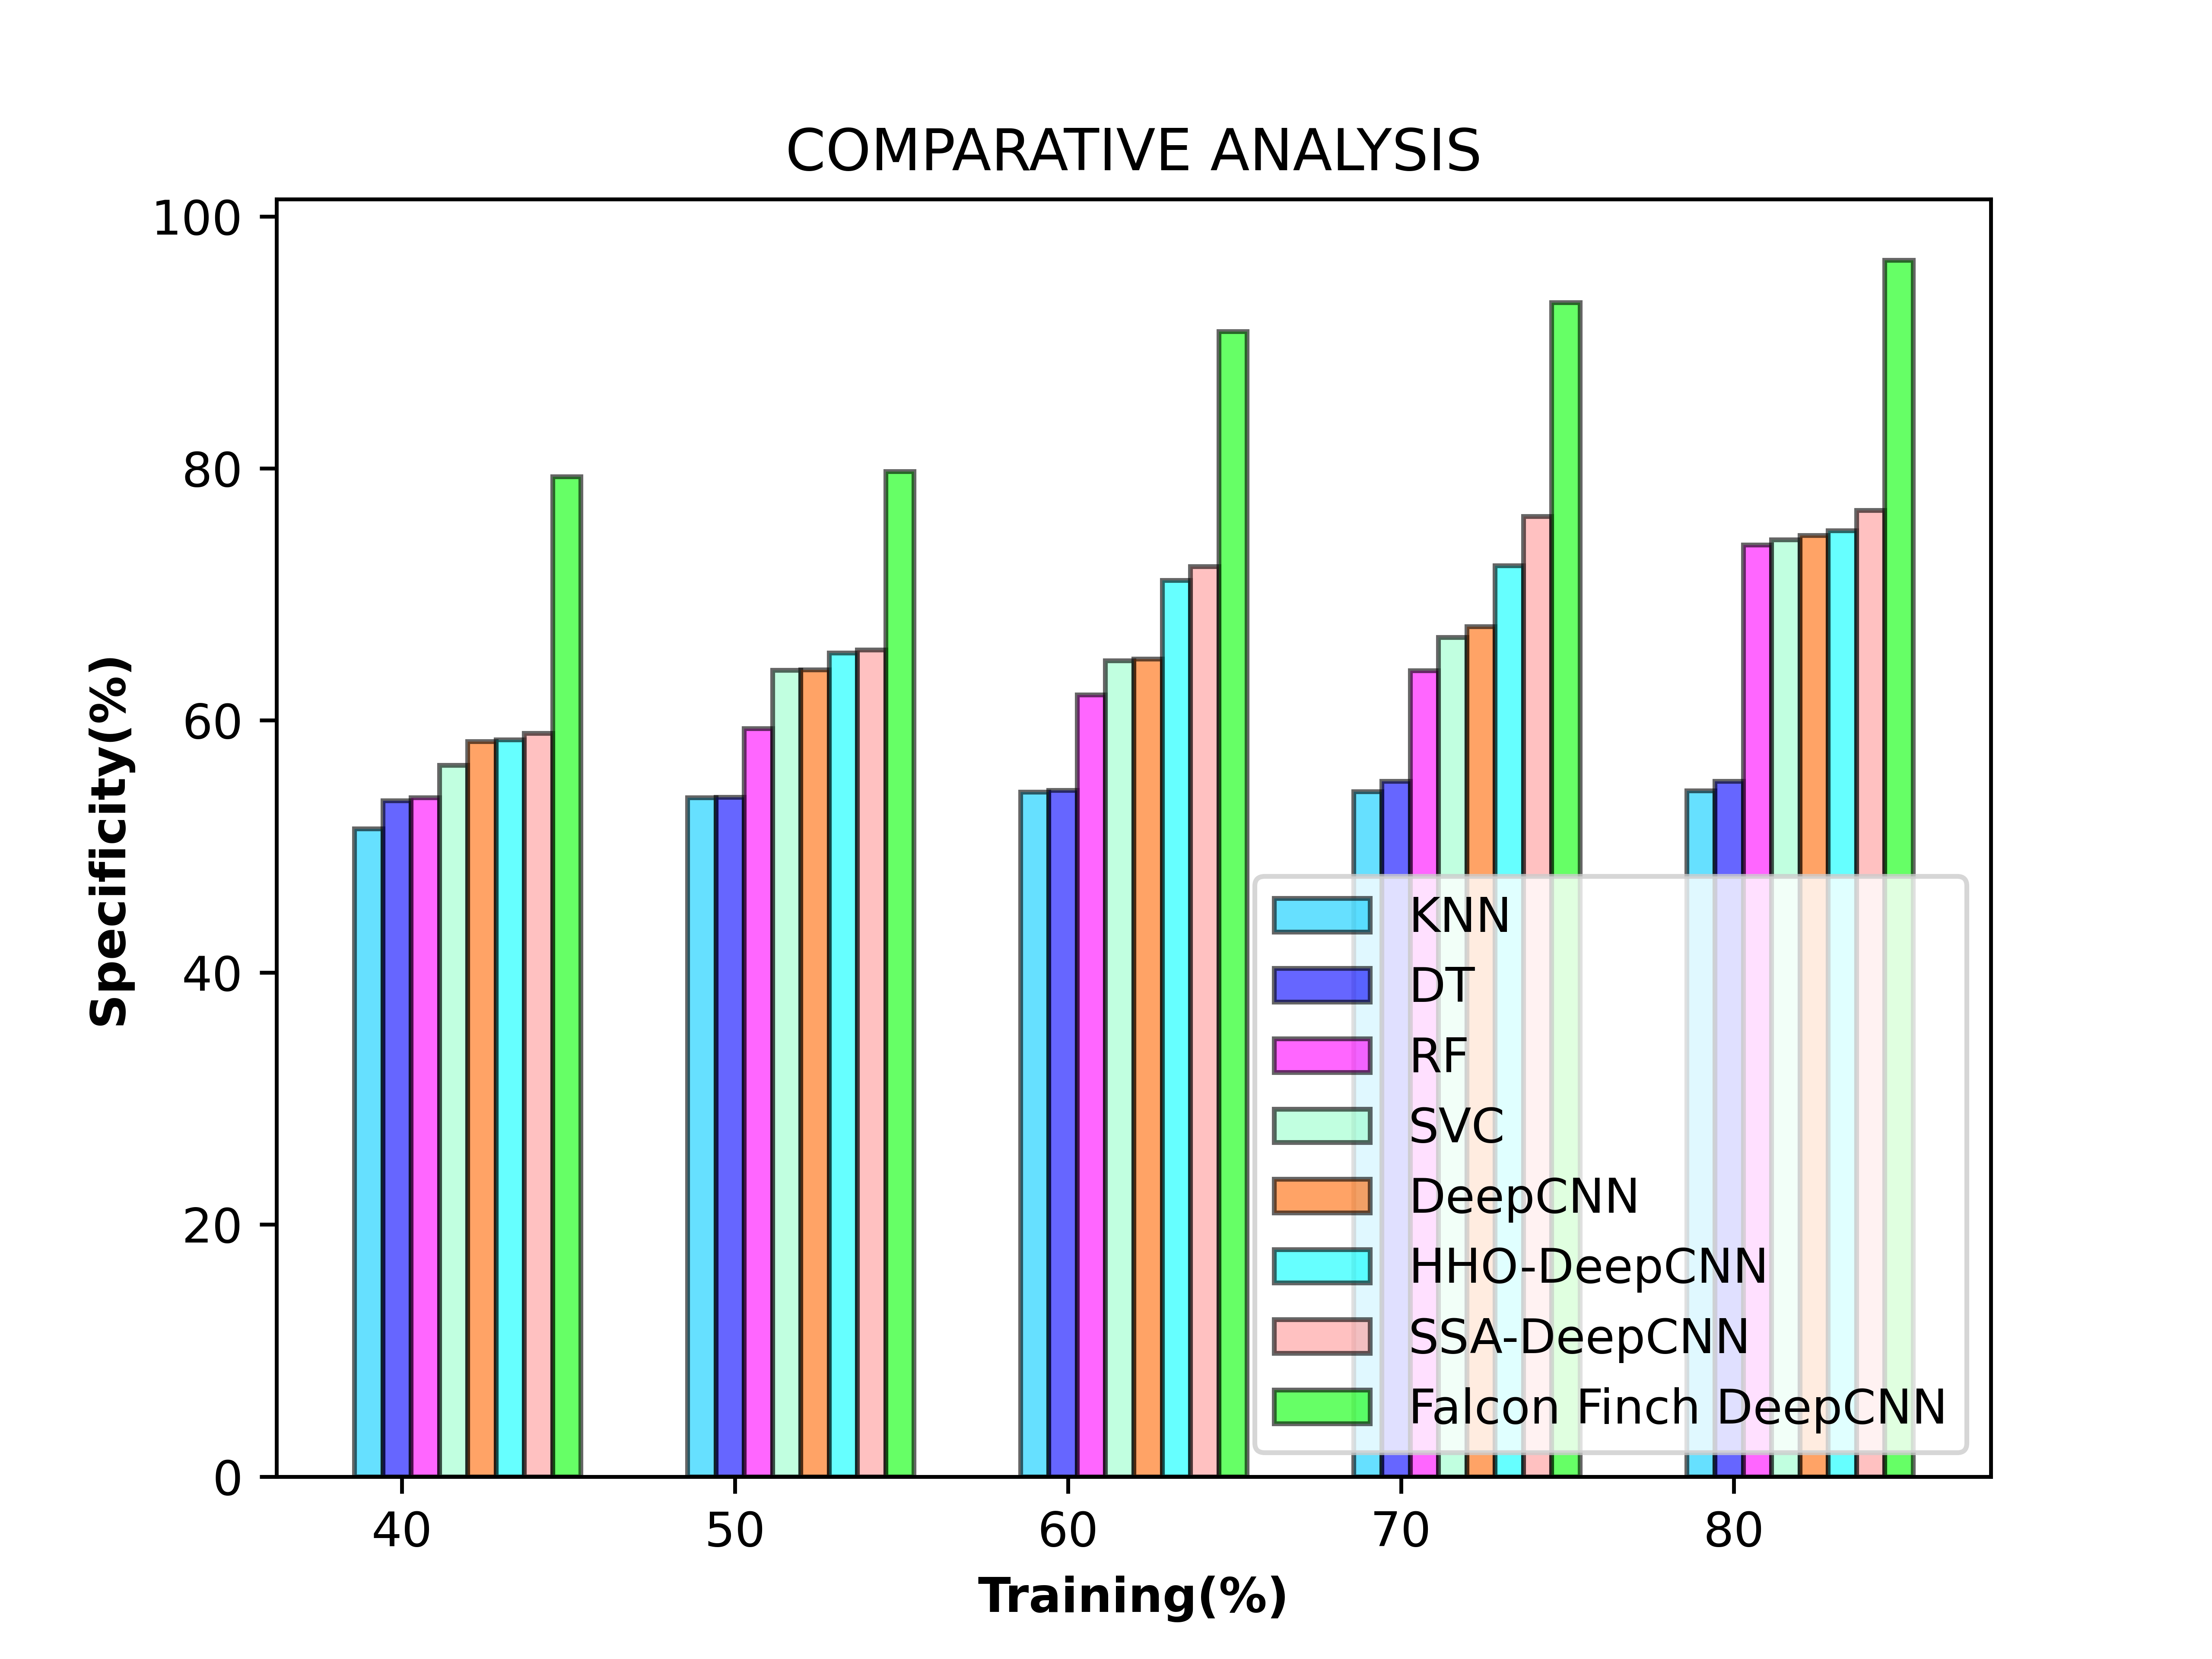 COMPARATIVE ANALYSIS
100
80
60
40
20
0
Specificity(%)
KNN
DT
RF
SVC
DeepCNN
HHO-DeepCNN
SSA-DeepCNN
Falcon Finch DeepCNN
40 50 60 70 80
Training(%)